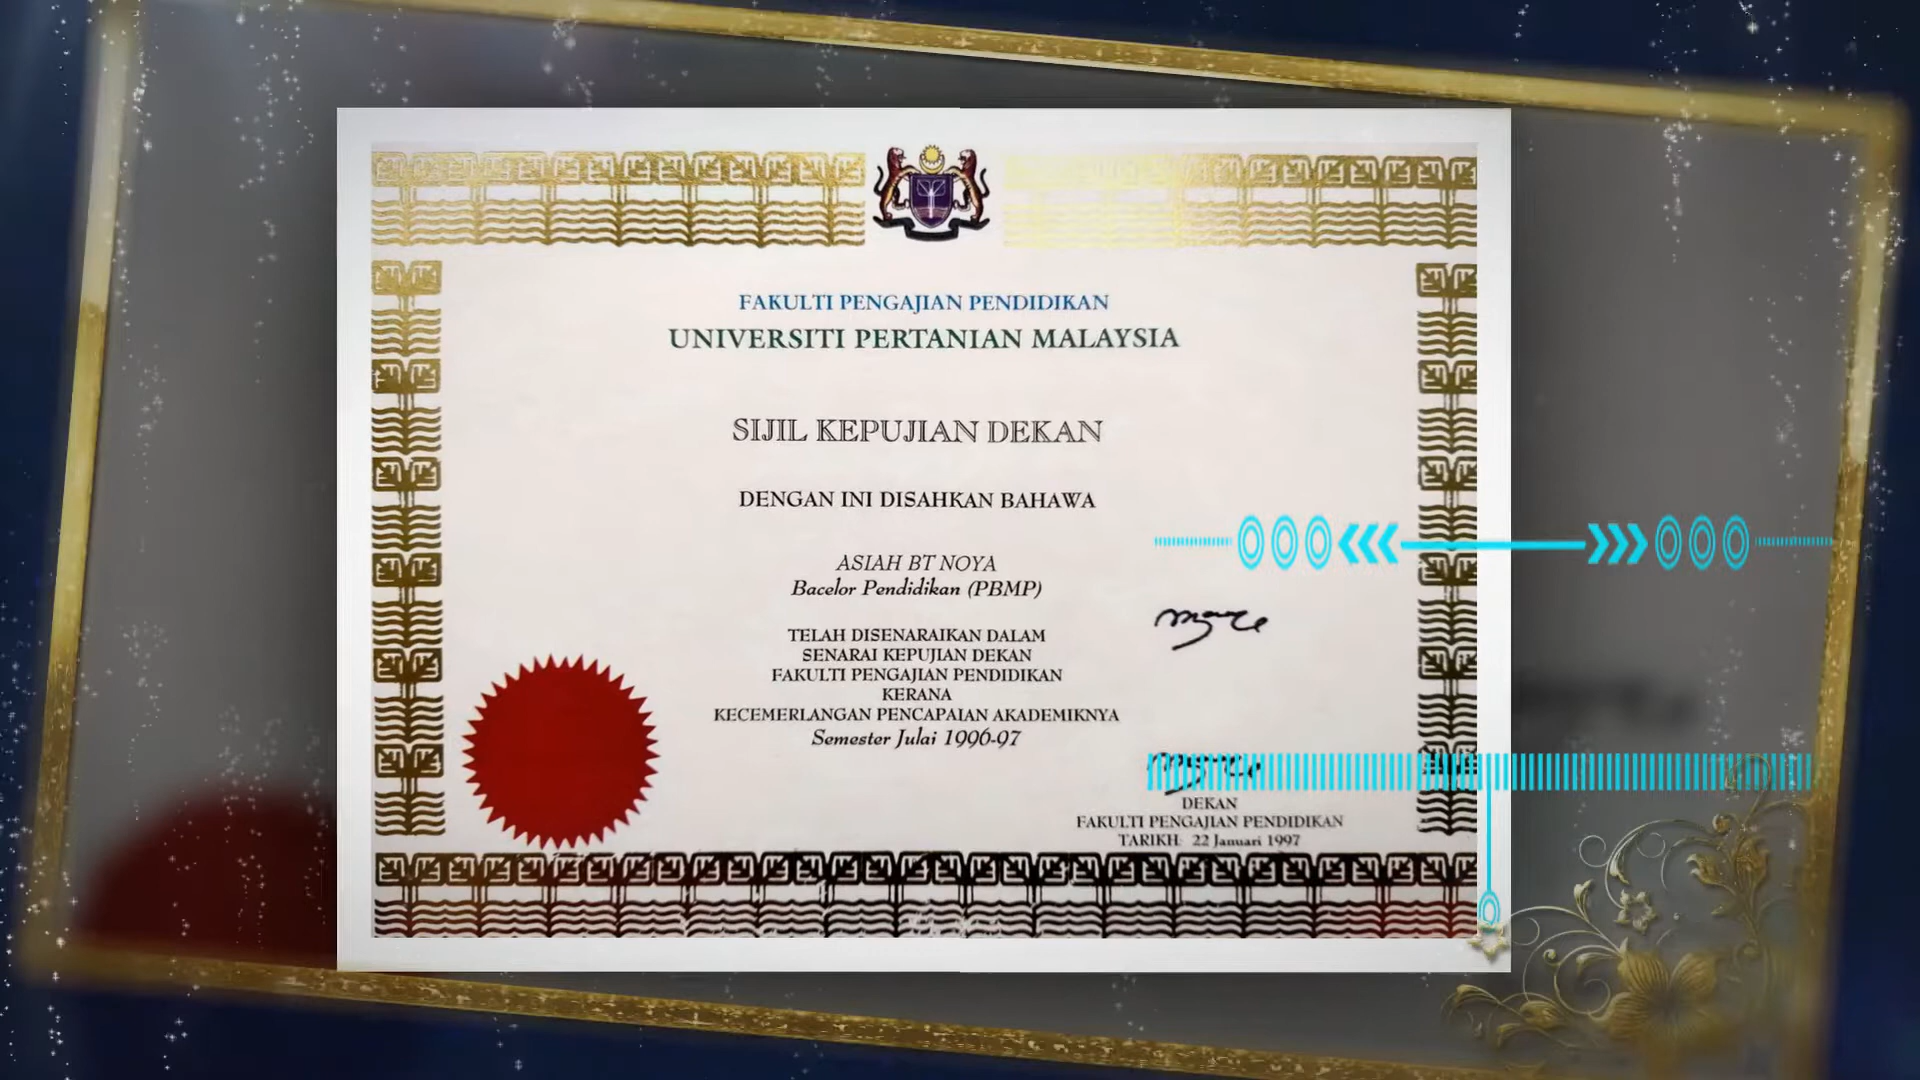 FAKULTI PENGAJIAN PENDIDIKAN
UNIVERSITI PERTANIAN MALAYSIA
SIJIL KEPUJIAN DEKAN
DENGAN INI DISAHKAN BAHAWA
ASIAH BT NOYA
Bacelor Pendidikan (PBMP)
TELAH DISENARAIKAN DALAM
SENARAI KEPUJIAN DEKAN
FAKULTI PENGAJIAN PENDIDIKAN
KERANA
KECEMERLANGAN PENCAPAIAN AKADEMIKNYA
Semester Julai 1996-97
DEKAN
FAKULTI PENGAJIAN PENDIDIKAN
TARIKH: 22 Januari 1997